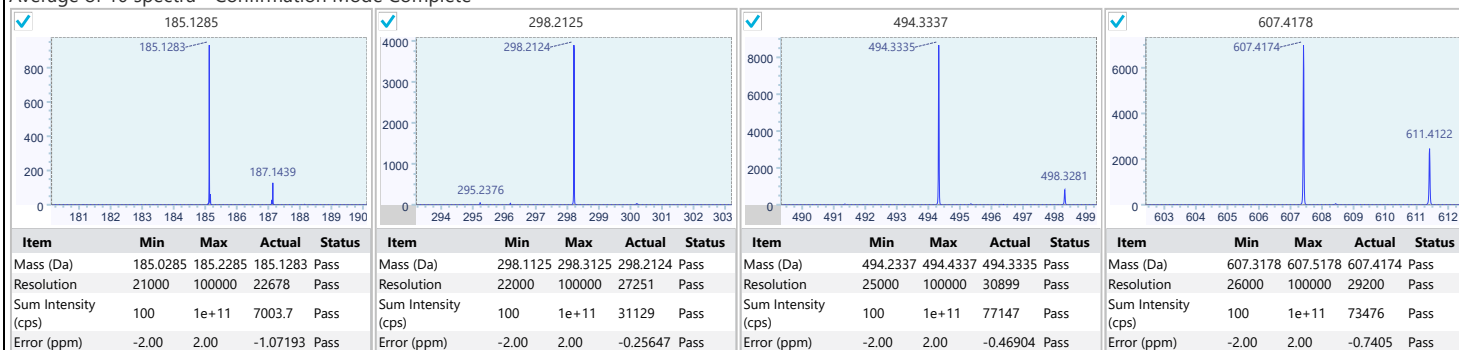 Average of 10 spectra - Confirmation Mode Complete
185.1285
185.1283
187.1439
800
600
400
200
0
181 182 183 184 185 186 187 188 189 190
Item Min Max Actual Status
Mass (Da) 185.0285 185.2285 185.1283 Pass
Resolution 21000 100000 22678 Pass
Sum Intensity (cps) 100 1e+11 7003.7 Pass
Error (ppm) -2.00 2.00 -1.07193 Pass
298.2125
298.2124
295.2376
4000
3000
2000
1000
0
294 295 296 297 298 299 300 301 302 303
Item Min Max Actual Status
Mass (Da) 298.1125 298.3125 298.2124 Pass
Resolution 22000 100000 27251 Pass
Sum Intensity (cps) 100 1e+11 31129 Pass
Error (ppm) -2.00 2.00 -0.25647 Pass
494.3337
494.3335
498.3281
8000
6000
4000
2000
0
490 491 492 493 494 495 496 497 498 499
Item Min Max Actual Status
Mass (Da) 494.2337 494.4337 494.3335 Pass
Resolution 25000 100000 30899 Pass
Sum Intensity (cps) 100 1e+11 77147 Pass
Error (ppm) -2.00 2.00 -0.46904 Pass
607.4178
607.4174
611.4122
6000
4000
2000
0
603 604 605 606 607 608 609 610 611 612
Item Min Max Actual Status
Mass (Da) 607.3178 607.5178 607.4174 Pass
Resolution 26000 100000 29200 Pass
Sum Intensity (cps) 100 1e+11 73476 Pass
Error (ppm) -2.00 2.00 -0.7405 Pass